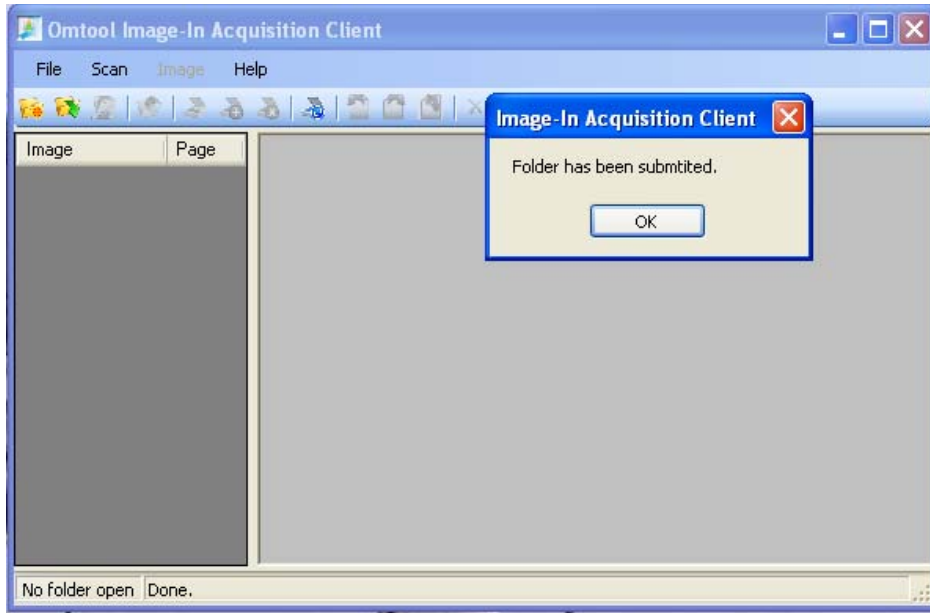 Omtool Image-In Acquisition Client
File Scan Image Help
Image-In Acquisition Client
Image Page
Folder has been submtited.
OK
No folder open Done.